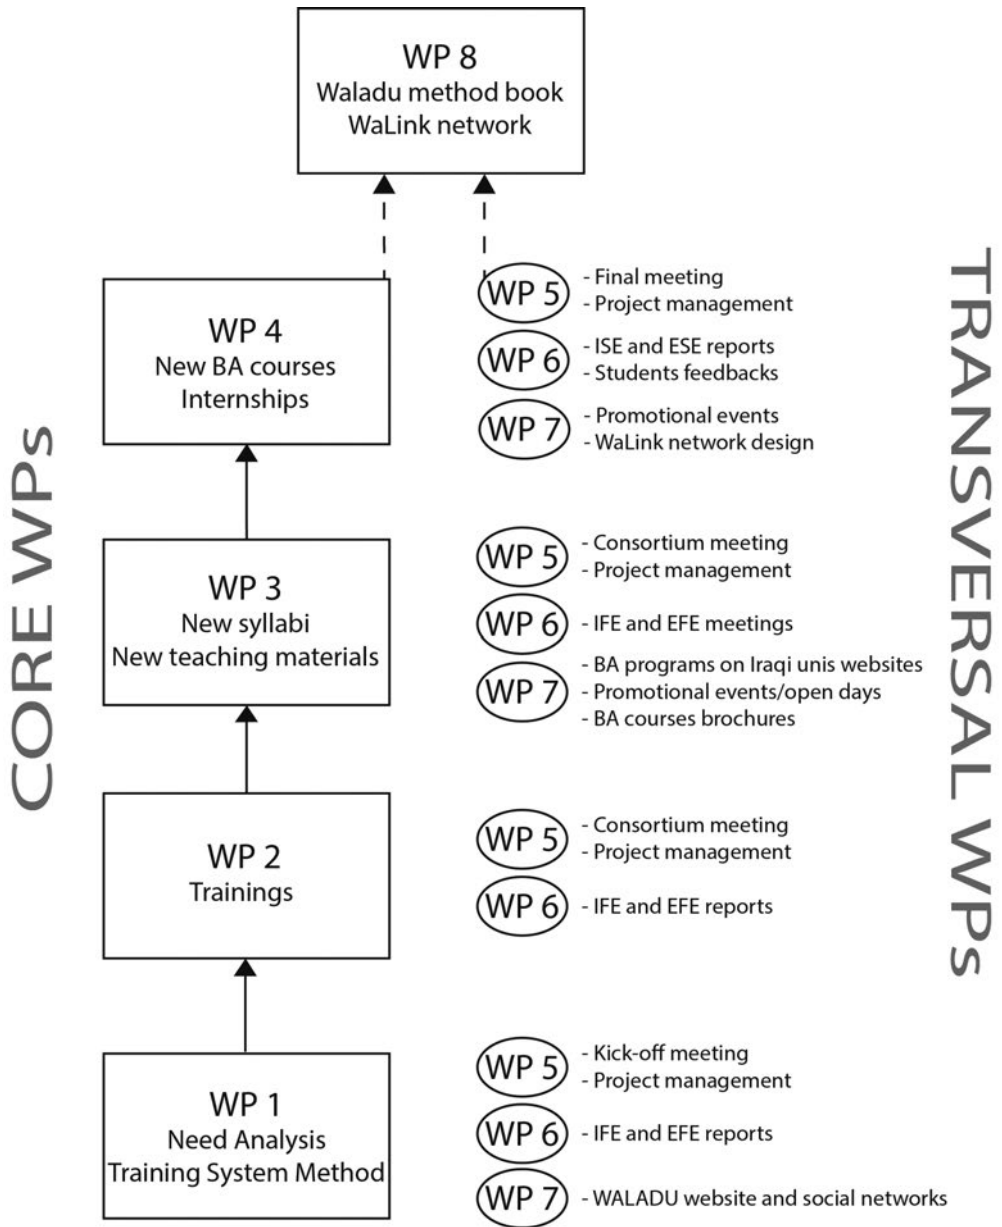 WP 8
Waladu method book
WaLink network
CORE WPs
TRANSVERSAL WPs
WP 4
New BA courses
Internships
WP 5
- Final meeting
- Project management
WP 6
- ISE and ESE reports
- Students feedbacks
WP 7
- Promotional events
- WaLink network design
WP 3
New syllabi
New teaching materials
WP 5
- Consortium meeting
- Project management
WP 6
- IFE and EFE meetings
WP 7
- BA programs on Iraqi unis websites
- Promotional events/open days
- BA courses brochures
WP 2
Trainings
WP 5
- Consortium meeting
- Project management
WP 6
- IFE and EFE reports
WP 1
Need Analysis
Training System Method
WP 5
- Kick-off meeting
- Project management
WP 6
- IFE and EFE reports
WP 7
- WALADU website and social networks